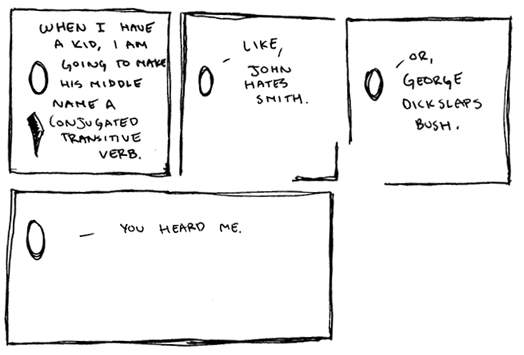 WHEN I HAVE
A KID, I AM
GOING TO MAKE
HIS MIDDLE
NAME A
CONJUGATED
TRANSITIVE
VERB.
LIKE,
JOHN
HATES
SMITH.
OR,
GEORGE
DICKSLAPS
BUSH.
YOU HEARD ME.